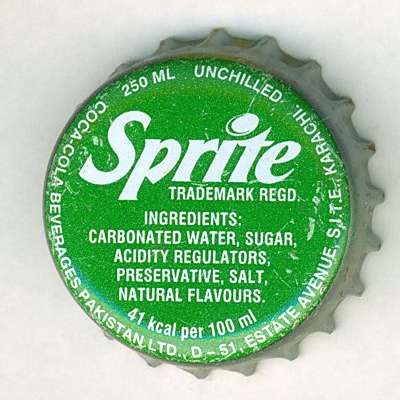 250 ML UNCHILLED.
Sprite
TRADEMARK REGD.
INGREDIENTS:
CARBONATED WATER, SUGAR,
ACIDITY REGULATORS,
PRESERVATIVE, SALT,
NATURAL FLAVOURS.
41 kcal per 100 ml
COCA-COLA BEVERAGES PAKISTAN LTD., D – 51, ESTATE AVENUE, S.I.T.E, KARACHI.